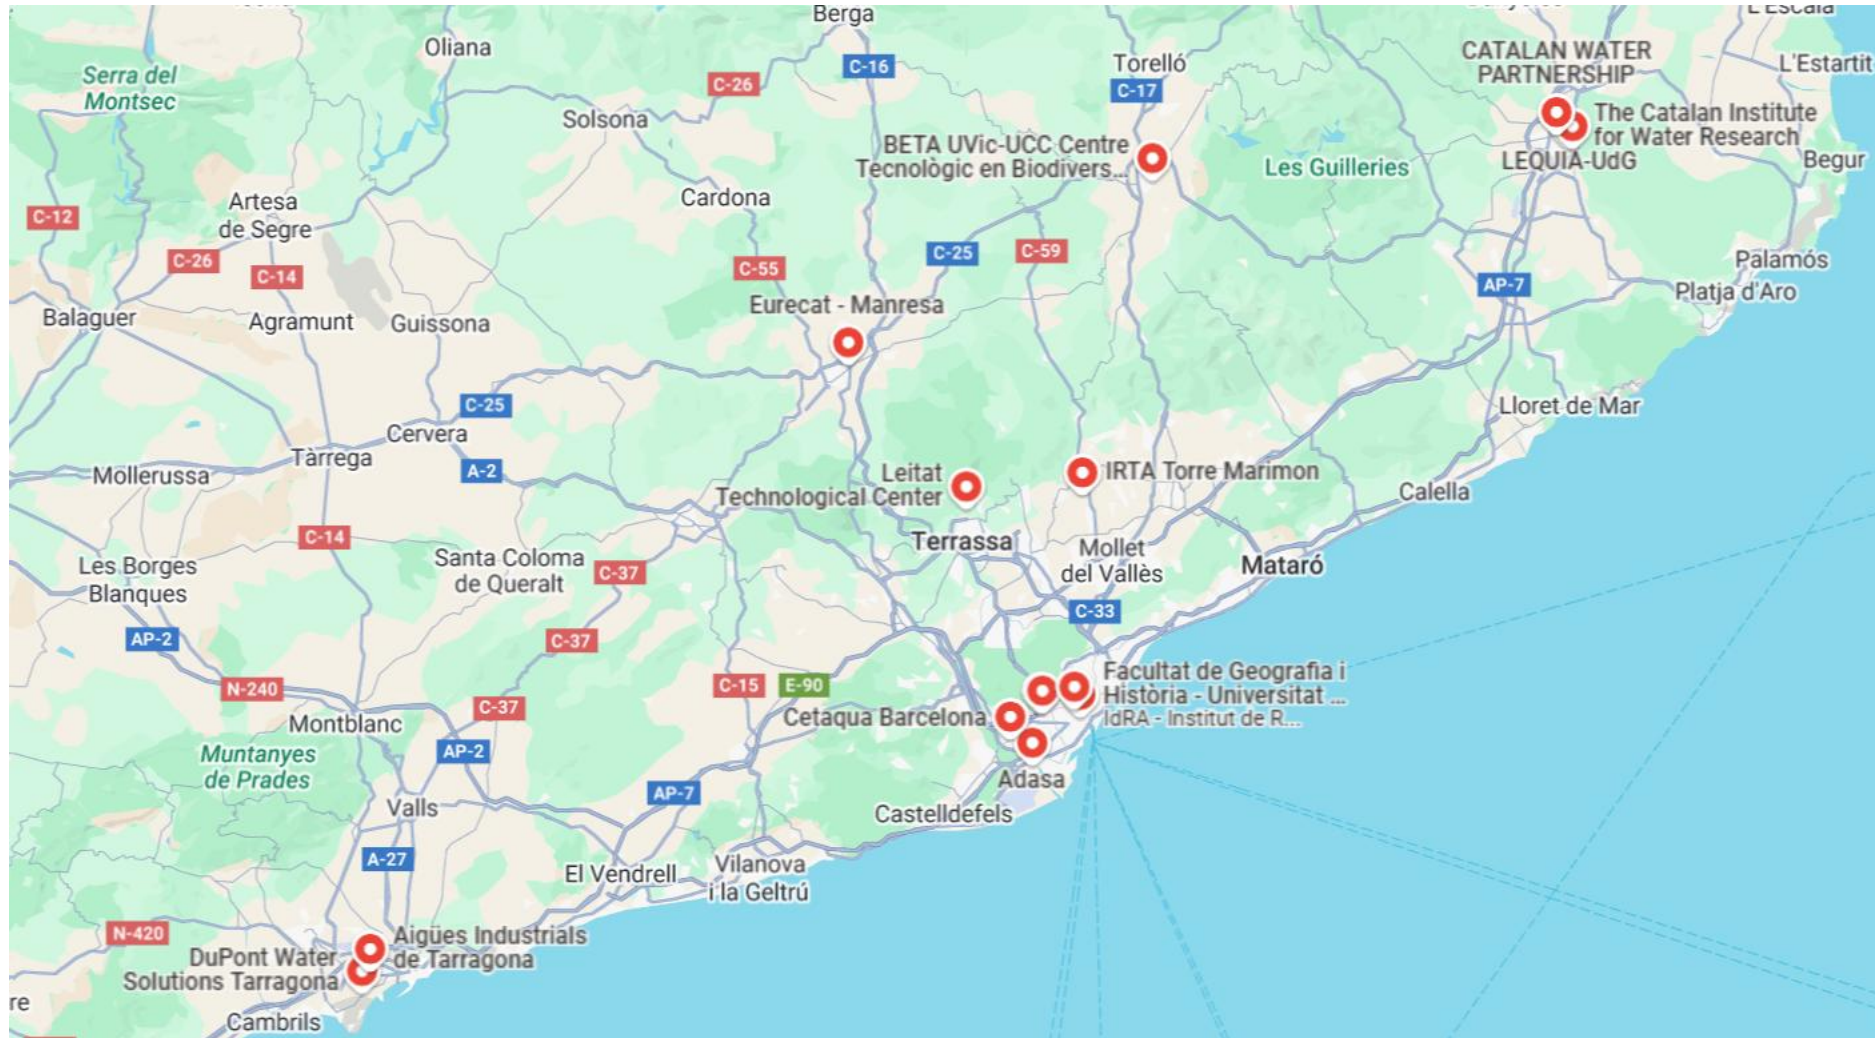 Berga
L'Escala
Oliana
C-16
Torelló
CATALAN WATER
PARTNERSHIP
L'Estartit
Serra del
Montsec
C-26
C-17
Solsona
The Catalan Institute
for Water Research
BETA UVic-UCC Centre
Tecnològic en Biodivers...
Les Guilleries
LEQUIA-UdG
Begur
Cardona
Artesa
de Segre
C-12
C-26
C-14
C-55
C-25
C-59
Palamós
AP-7
Platja d'Aro
Balaguer
Agramunt
Guissona
Eurecat - Manresa
C-25
Lloret de Mar
Cervera
Tàrrega
A-2
Mollerussa
Leitat
Technological Center
IRTA Torre Marimon
Calella
C-14
Terrassa
Mollet
del Vallès
Mataró
Les Borges
Blanques
Santa Coloma
de Queralt
C-37
C-33
AP-2
C-37
N-240
C-15
E-90
Facultat de Geografia i
Història - Universitat ...
IdRA - Institut de R...
C-37
Montblanc
Cetaqua Barcelona
Muntanyes
de Prades
AP-2
Adasa
AP-7
Valls
Castelldefels
A-27
El Vendrell
Vilanova
i la Geltrú
N-420
Aigües Industrials
de Tarragona
DuPont Water
Solutions Tarragona
re
Cambrils